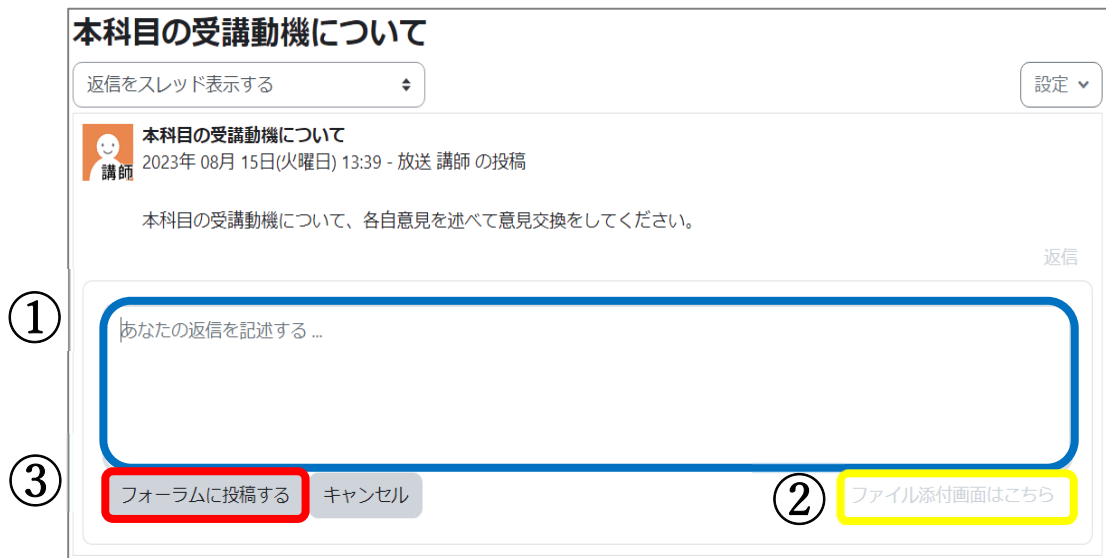 本科目の受講動機について
返信をスレッド表示する
設定
本科目の受講動機について
講師
2023年 08月 15日(火曜日) 13:39 - 放送 講師 の投稿
本科目の受講動機について、各自意見を述べて意見交換をしてください。
返信
①
あなたの返信を記述する ...
③
フォーラムに投稿する
キャンセル
②
ファイル添付画面はこちら